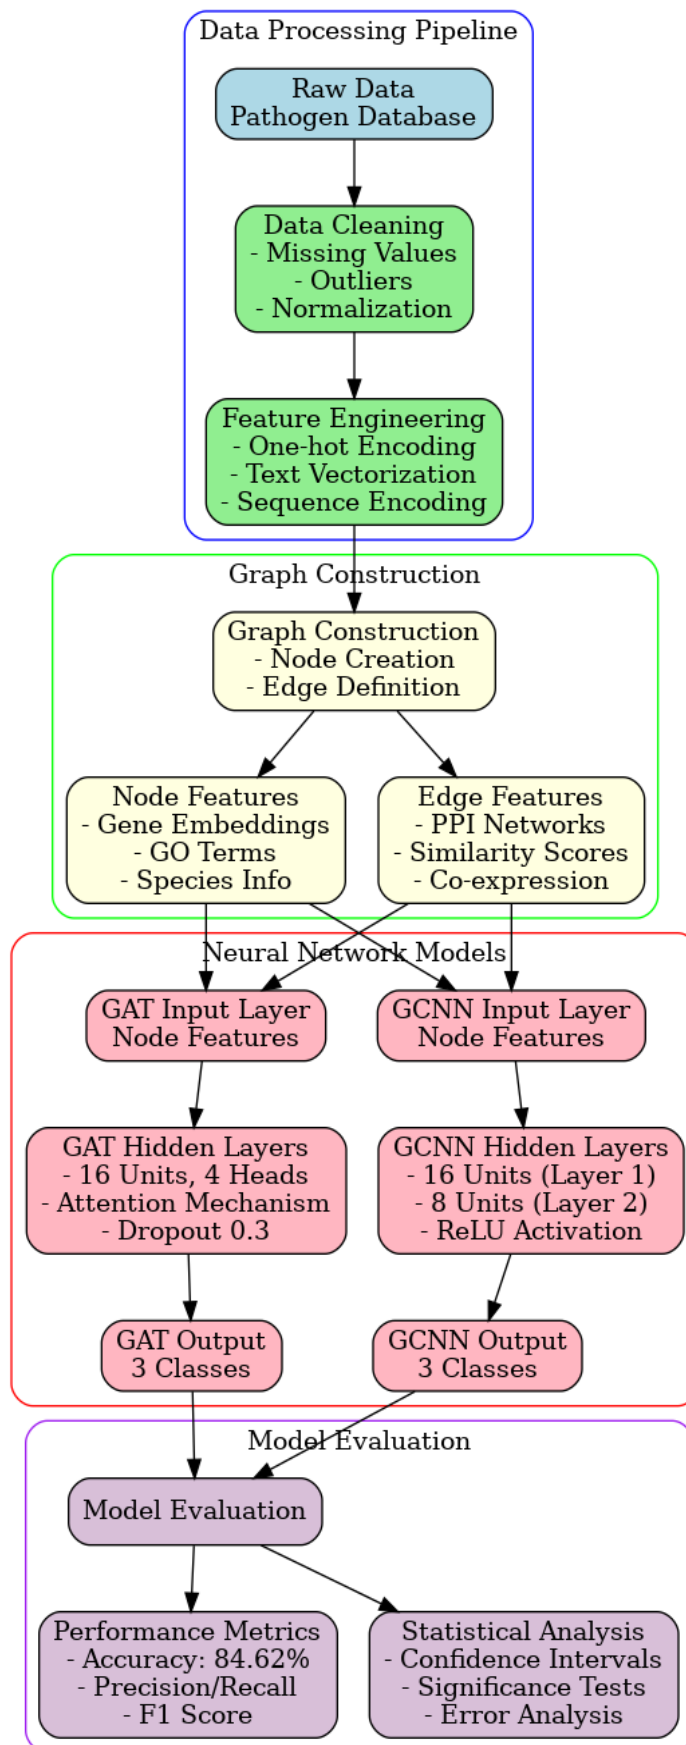 Data Processing Pipeline
Raw Data
Pathogen Database
Data Cleaning
- Missing Values
- Outliers
- Normalization
Feature Engineering
- One-hot Encoding
- Text Vectorization
- Sequence Encoding
Graph Construction
Graph Construction
- Node Creation
- Edge Definition
Node Features
- Gene Embeddings
- GO Terms
- Species Info
Edge Features
- PPI Networks
- Similarity Scores
- Co-expression
Neural Network Models
GAT Input Layer
Node Features
GCNN Input Layer
Node Features
GAT Hidden Layers
- 16 Units, 4 Heads
- Attention Mechanism
- Dropout 0.3
GCNN Hidden Layers
- 16 Units (Layer 1)
- 8 Units (Layer 2)
- ReLU Activation
GAT Output
3 Classes
GCNN Output
3 Classes
Model Evaluation
Model Evaluation
Performance Metrics
- Accuracy: 84.62%
- Precision/Recall
- F1 Score
Statistical Analysis
- Confidence Intervals
- Significance Tests
- Error Analysis